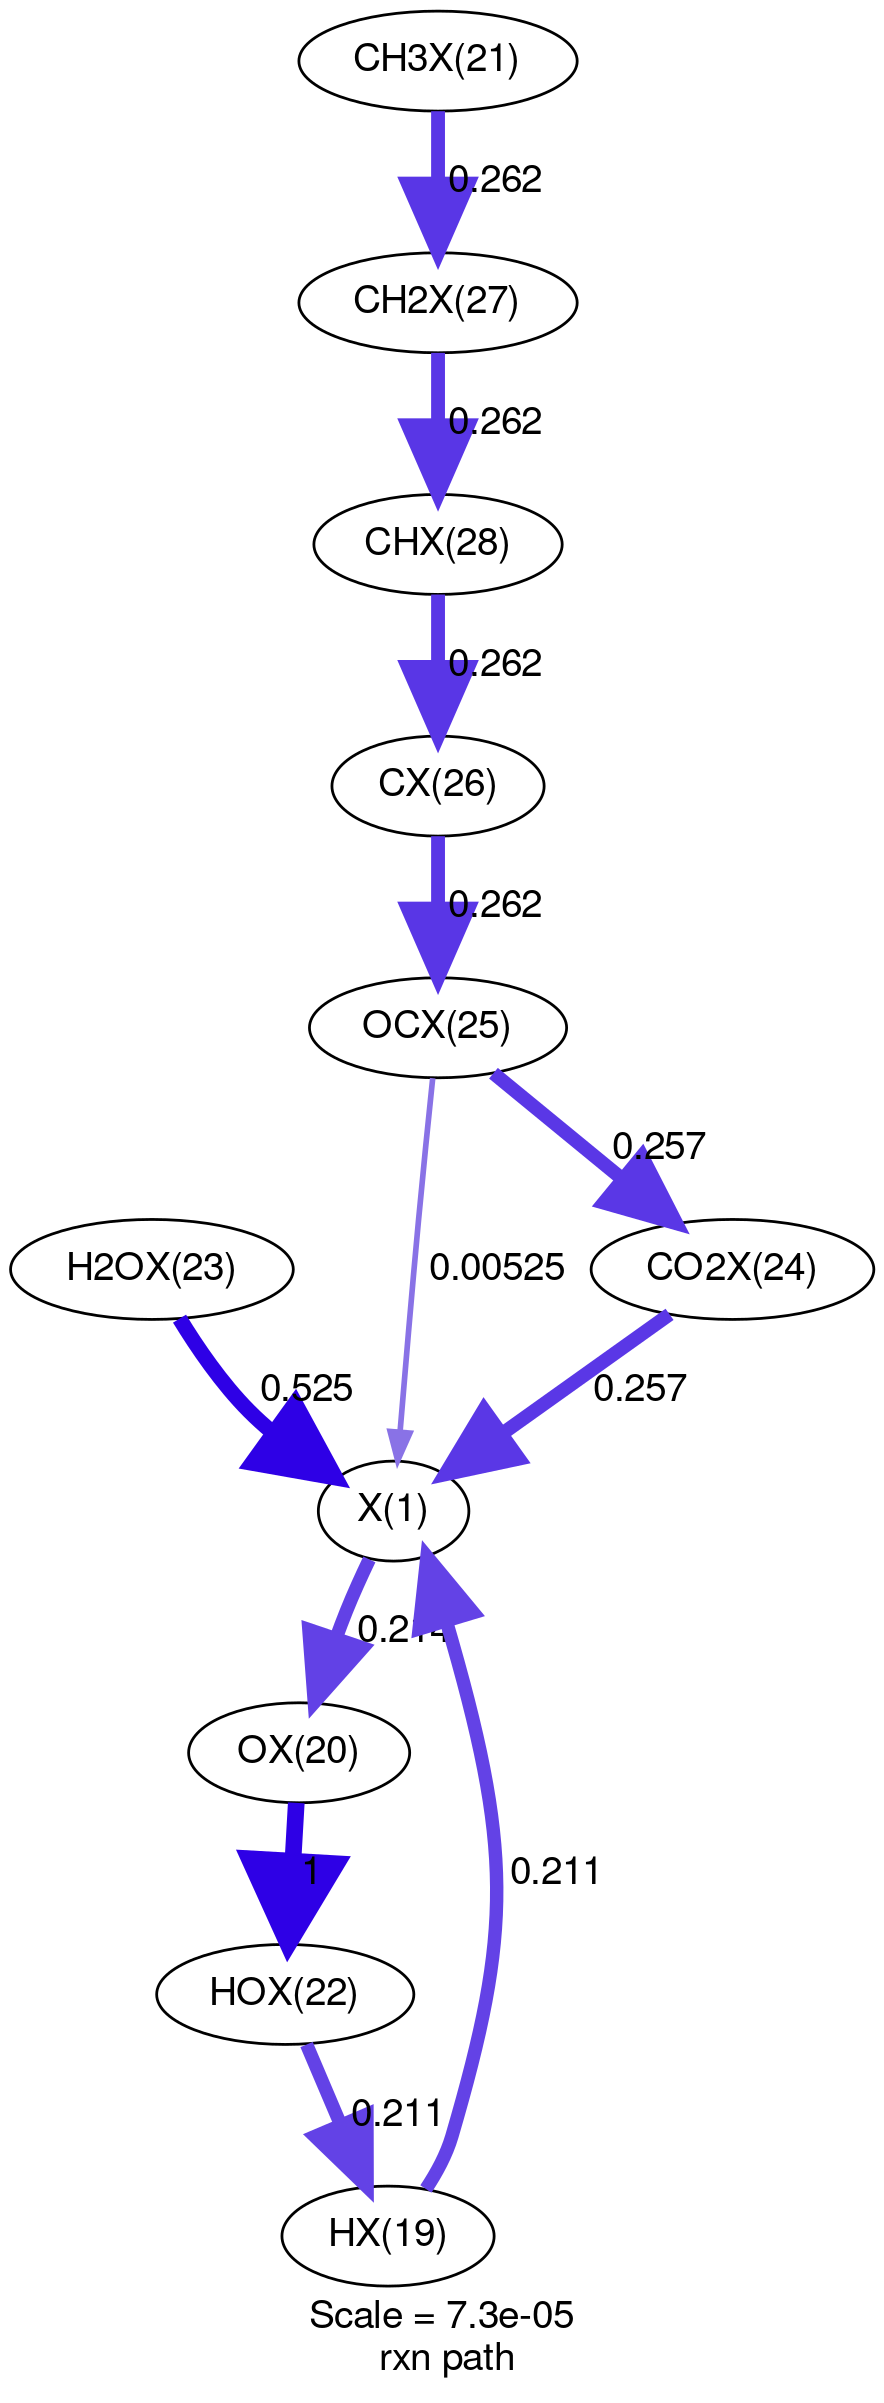 CH3X(21)
0.262
CH2X(27)
0.262
CHX(28)
0.262
CX(26)
0.262
OCX(25)
0.257
H2OX(23)
0.00525
CO2X(24)
0.525
0.257
X(1)
0.214
OX(20)
1
0.211
HOX(22)
0.211
HX(19)
Scale = 7.3e-05
rxn path